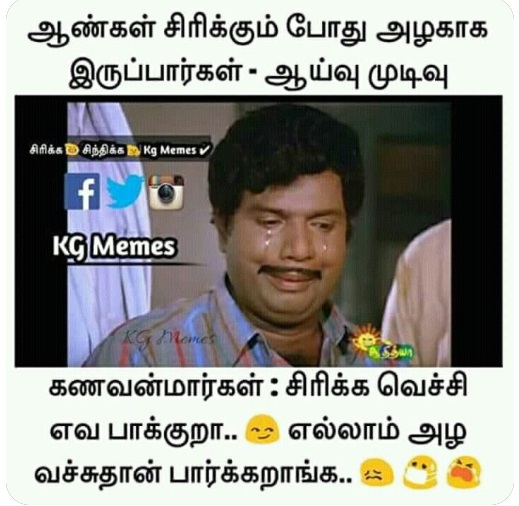 ஆண்கள் சிரிக்கும் போது அழகாக
இருப்பார்கள் - ஆய்வு முடிவு
சிரிக்க 😂 சிந்திக்க 🤔 Kg Memes ✔
KG Memes
KG Memes
ஆதித்யா
கணவன்மார்கள் : சிரிக்க வெச்சி
எவ பாக்குறா.. 😏 எல்லாம் அழ
வச்சுதான் பார்க்கறாங்க.. 😖 😷 😭